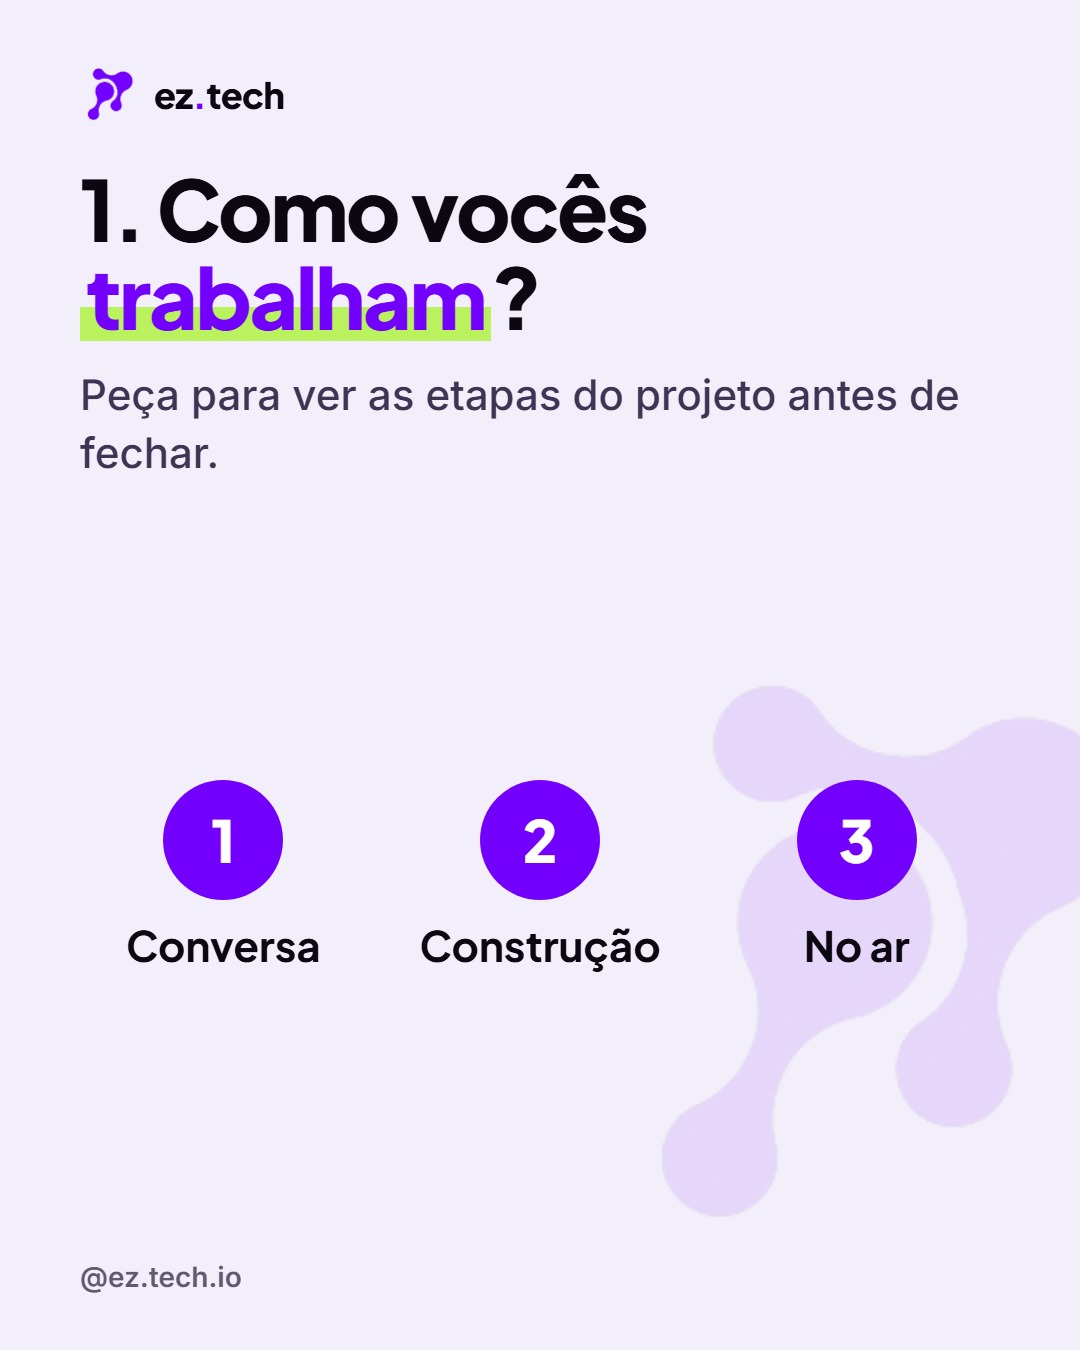 ez.tech
1. Como vocês
trabalham?
Peça para ver as etapas do projeto antes de
fechar.
1
2
3
Conversa
Construção
No ar
@ez.tech.io